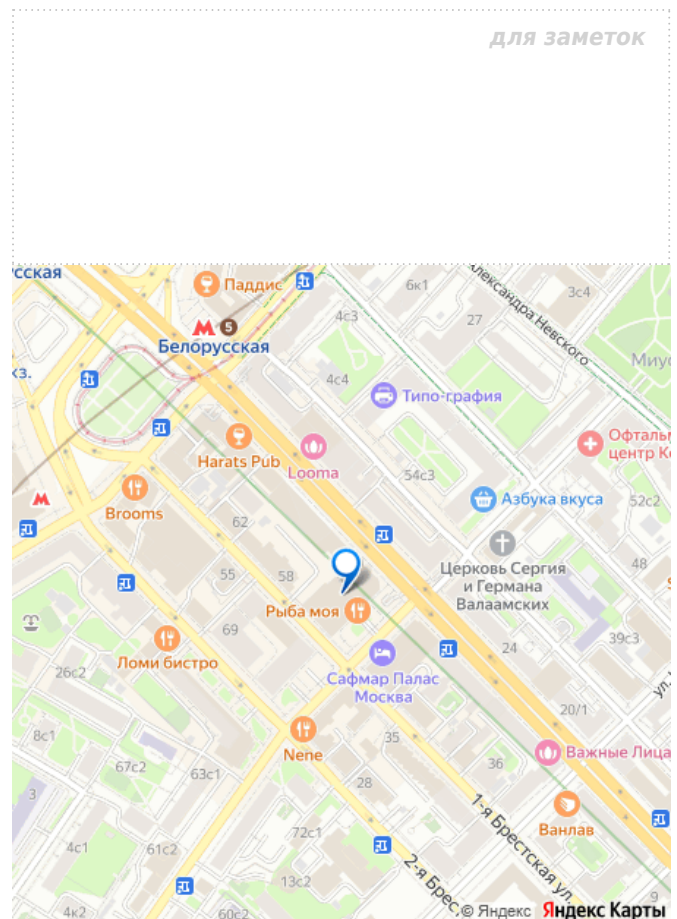 для заметок
сская
Паддис
6к1
Александра Невского
3с4
4с3
27
М 5
Белорусская
Миус
кз.
4с4
Типо-графия
Harats Pub
Looma
Офтальм
центр Ко
54с3
М
Brooms
Азбука вкуса
52с2
62
Церковь Сергия
и Германа
Валаамских
48
55
58
Рыба моя
69
24
39с3
Ломи бистро
26с2
Сафмар Палас
Москва
ул.
20/1
8с1
Nene
35
36
Важные Лица
67с2
63с1
3
28
1-я Брестская ул.
Ванлав
72с1
4с1
61с2
2-я Брес
13с2
9
4к2
60с2
© Яндекс Яндекс Карты